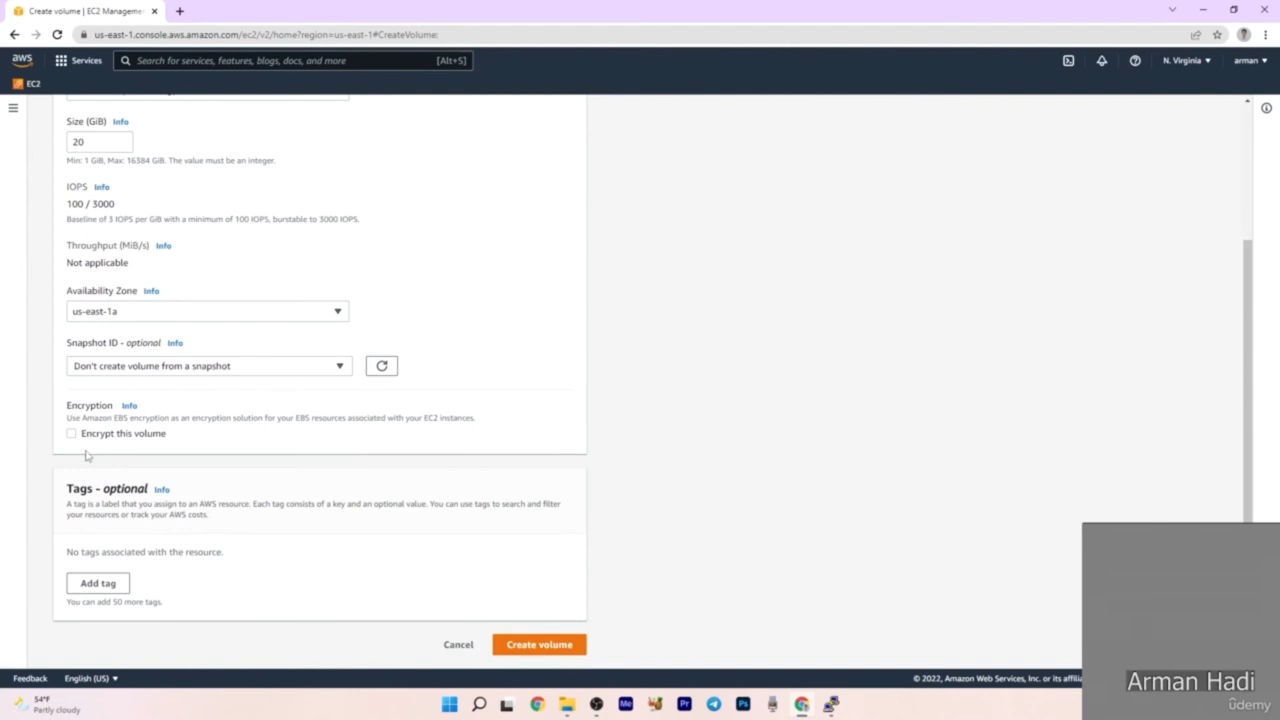 Create volume | EC2 Managemen
us-east-1.console.aws.amazon.com/ec2/v2/home?region=us-east-1#CreateVolume:
aws
Services
Search for services, features, blogs, docs, and more
[Alt+S]
N. Virginia
arman
EC2
Size (GiB) Info
20
Min: 1 GiB, Max: 16384 GiB. The value must be an integer.
IOPS Info
100 / 3000
Baseline of 3 IOPS per GiB with a minimum of 100 IOPS, burstable to 3000 IOPS.
Throughput (MiB/s) Info
Not applicable
Availability Zone Info
us-east-1a
Snapshot ID - optional Info
Don't create volume from a snapshot
Encryption Info
Use Amazon EBS encryption as an encryption solution for your EBS resources associated with your EC2 instances.
Encrypt this volume
Tags - optional Info
A tag is a label that you assign to an AWS resource. Each tag consists of a key and an optional value. You can use tags to search and filter
your resources or track your AWS costs.
No tags associated with the resource.
Add tag
You can add 50 more tags.
Cancel
Create volume
Feedback
English (US)
© 2022, Amazon Web Services, Inc. or its affilia
54°F
Partly cloudy
Me
Pr
Ps
Arman Hadi
ûdemy